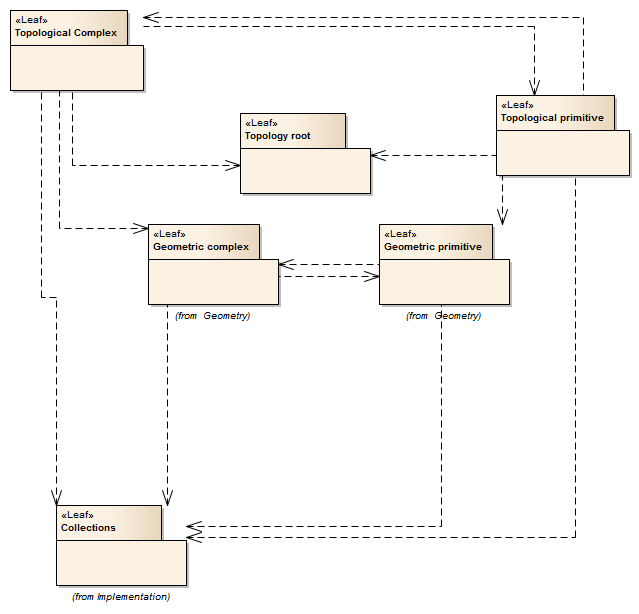 «Leaf»
Topological Complex
«Leaf»
Topological primitive
«Leaf»
Topology root
«Leaf»
Geometric complex
(from Geometry)
«Leaf»
Geometric primitive
(from Geometry)
«Leaf»
Collections
(from Implementation)